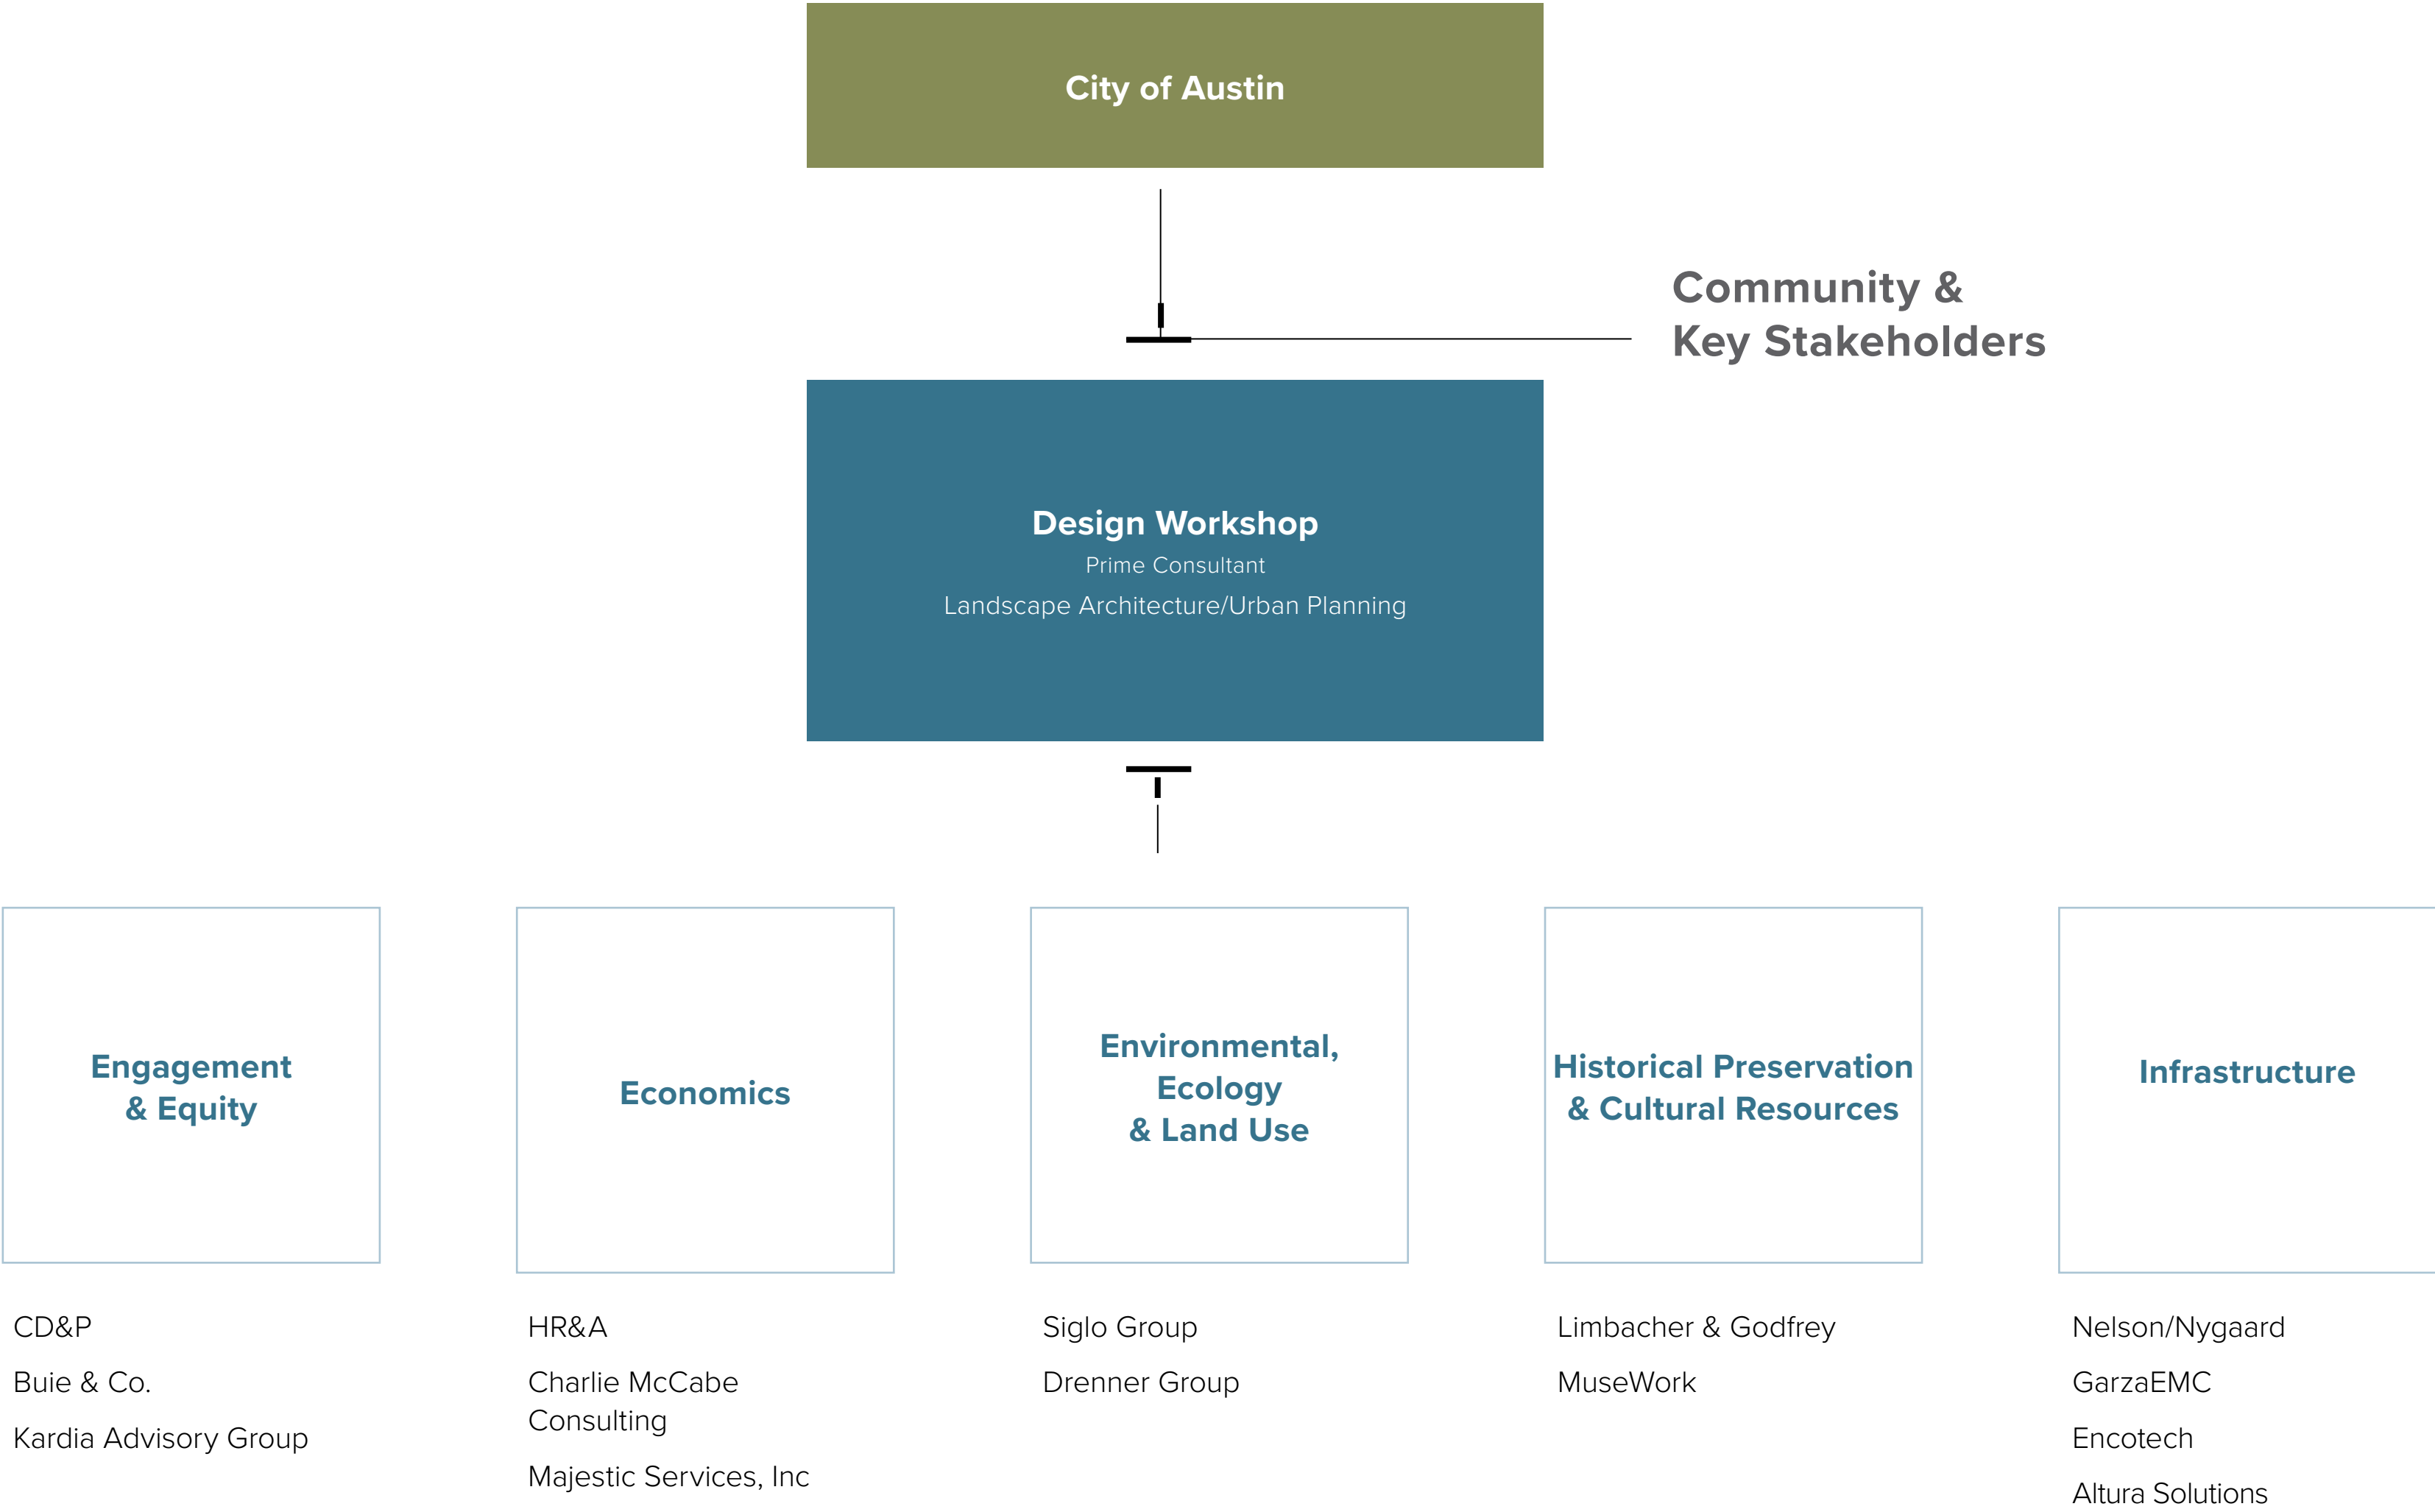 City of Austin
Community &
Key Stakeholders
Design Workshop
Prime Consultant
Landscape Architecture/Urban Planning
Engagement
& Equity
Economics
Environmental,
Ecology
& Land Use
Historical Preservation
& Cultural Resources
Infrastructure
CD&P
Buie & Co.
Kardia Advisory Group
HR&A
Charlie McCabe
Consulting
Majestic Services, Inc
Siglo Group
Drenner Group
Limbacher & Godfrey
MuseWork
Nelson/Nygaard
GarzaEMC
Encotech
Altura Solutions